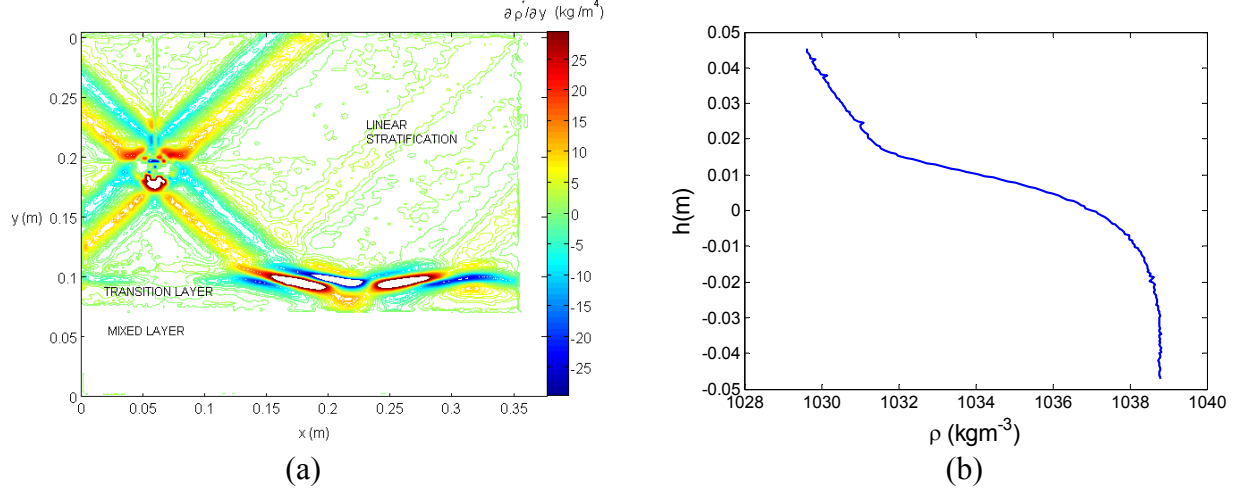 ∂ρ'/∂y (kg/m⁴)
25
20
15
10
5
0
-5
-10
-15
-20
-25
0.3
0.25
0.2
0.15
0.1
0.05
0
y (m)
LINEAR
STRATIFICATION
TRANSITION LAYER
MIXED LAYER
0 0.05 0.1 0.15 0.2 0.25 0.3 0.35
x (m)
(a)
0.05
0.04
0.03
0.02
0.01
0
-0.01
-0.02
-0.03
-0.04
-0.05
h(m)
1028 1030 1032 1034 1036 1038 1040
ρ (kgm⁻³)
(b)